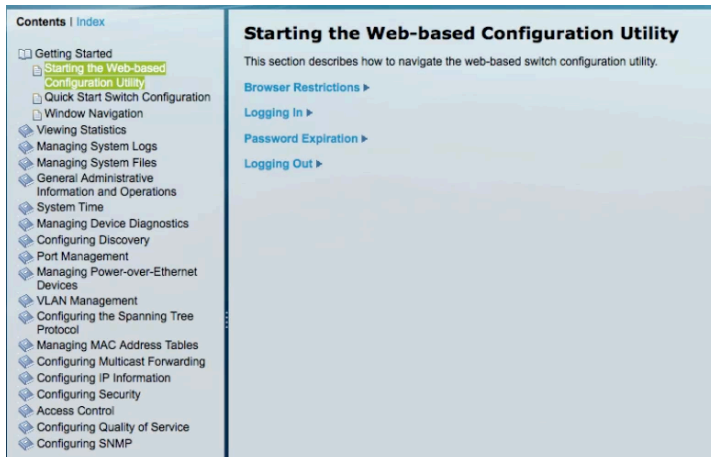 Contents | Index
Getting Started
Starting the Web-based
Configuration Utility
Quick Start Switch Configuration
Window Navigation
Viewing Statistics
Managing System Logs
Managing System Files
General Administrative
Information and Operations
System Time
Managing Device Diagnostics
Configuring Discovery
Port Management
Managing Power-over-Ethernet
Devices
VLAN Management
Configuring the Spanning Tree
Protocol
Managing MAC Address Tables
Configuring Multicast Forwarding
Configuring IP Information
Configuring Security
Access Control
Configuring Quality of Service
Configuring SNMP
Starting the Web-based Configuration Utility
This section describes how to navigate the web-based switch configuration utility.
Browser Restrictions
Logging In
Password Expiration
Logging Out